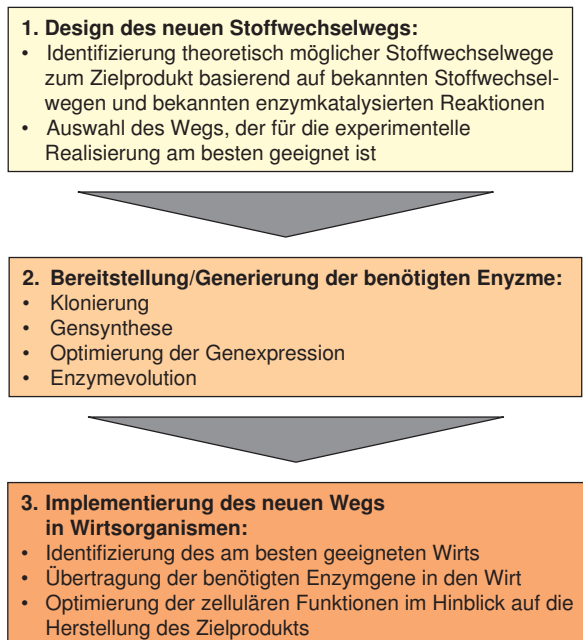 1. Design des neuen Stoffwechselwegs:
• Identifizierung theoretisch möglicher Stoffwechselwege
zum Zielprodukt basierend auf bekannten Stoffwechsel-
wegen und bekannten enzymkatalysierten Reaktionen
• Auswahl des Wegs, der für die experimentelle
Realisierung am besten geeignet ist
2. Bereitstellung/Generierung der benötigten Enyzme:
• Klonierung
• Gensynthese
• Optimierung der Genexpression
• Enzymevolution
3. Implementierung des neuen Wegs
in Wirtsorganismen:
• Identifizierung des am besten geeigneten Wirts
• Übertragung der benötigten Enzymgene in den Wirt
• Optimierung der zellulären Funktionen im Hinblick auf die
Herstellung des Zielprodukts